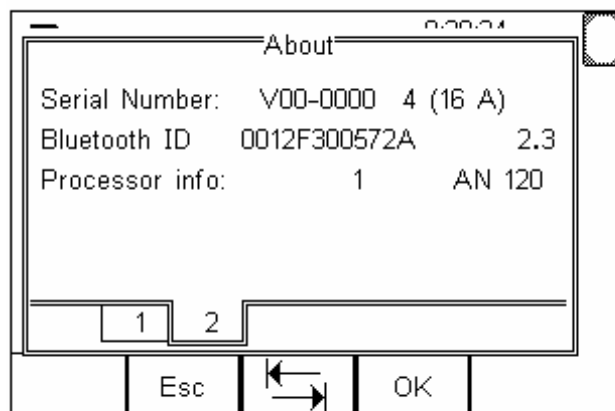 About
Serial Number: V00-0000 4 (16 A)
Bluetooth ID 0012F300572A 2.3
Processor info: 1 AN 120
1 2
Esc OK